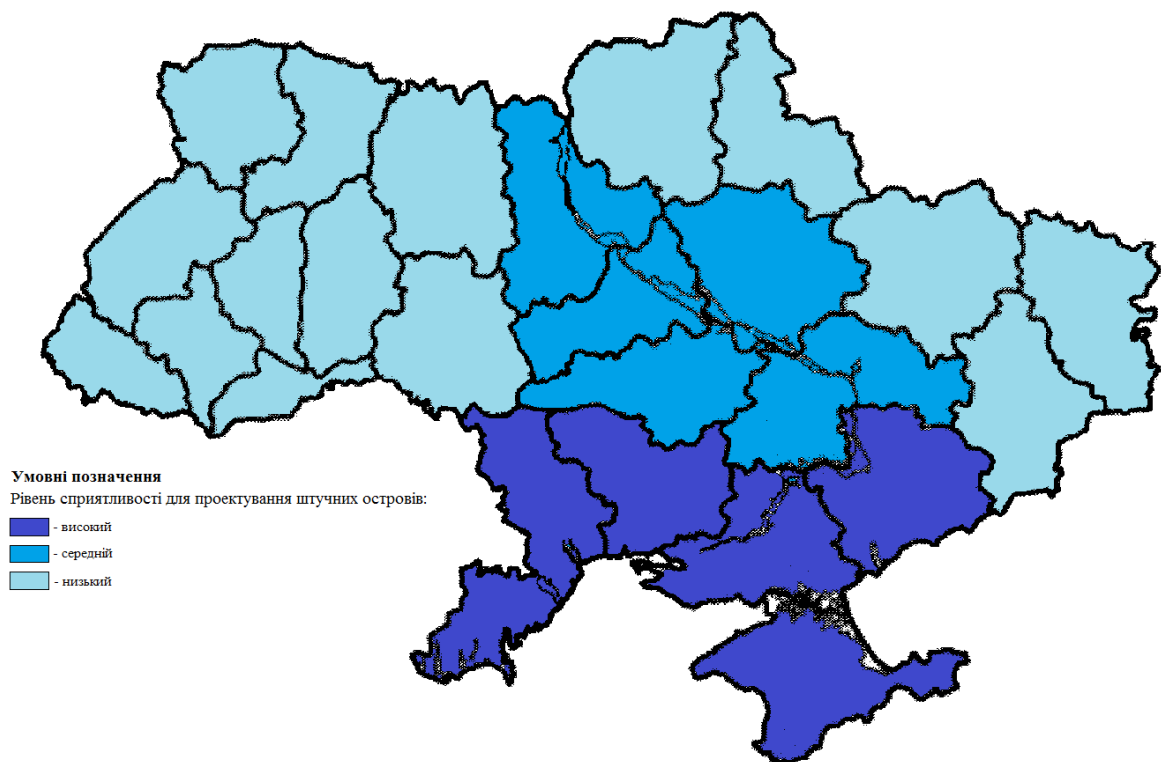 Умовні позначення
Рівень сприятливості для проектування штучних островів:
- високий
- середній
- низький